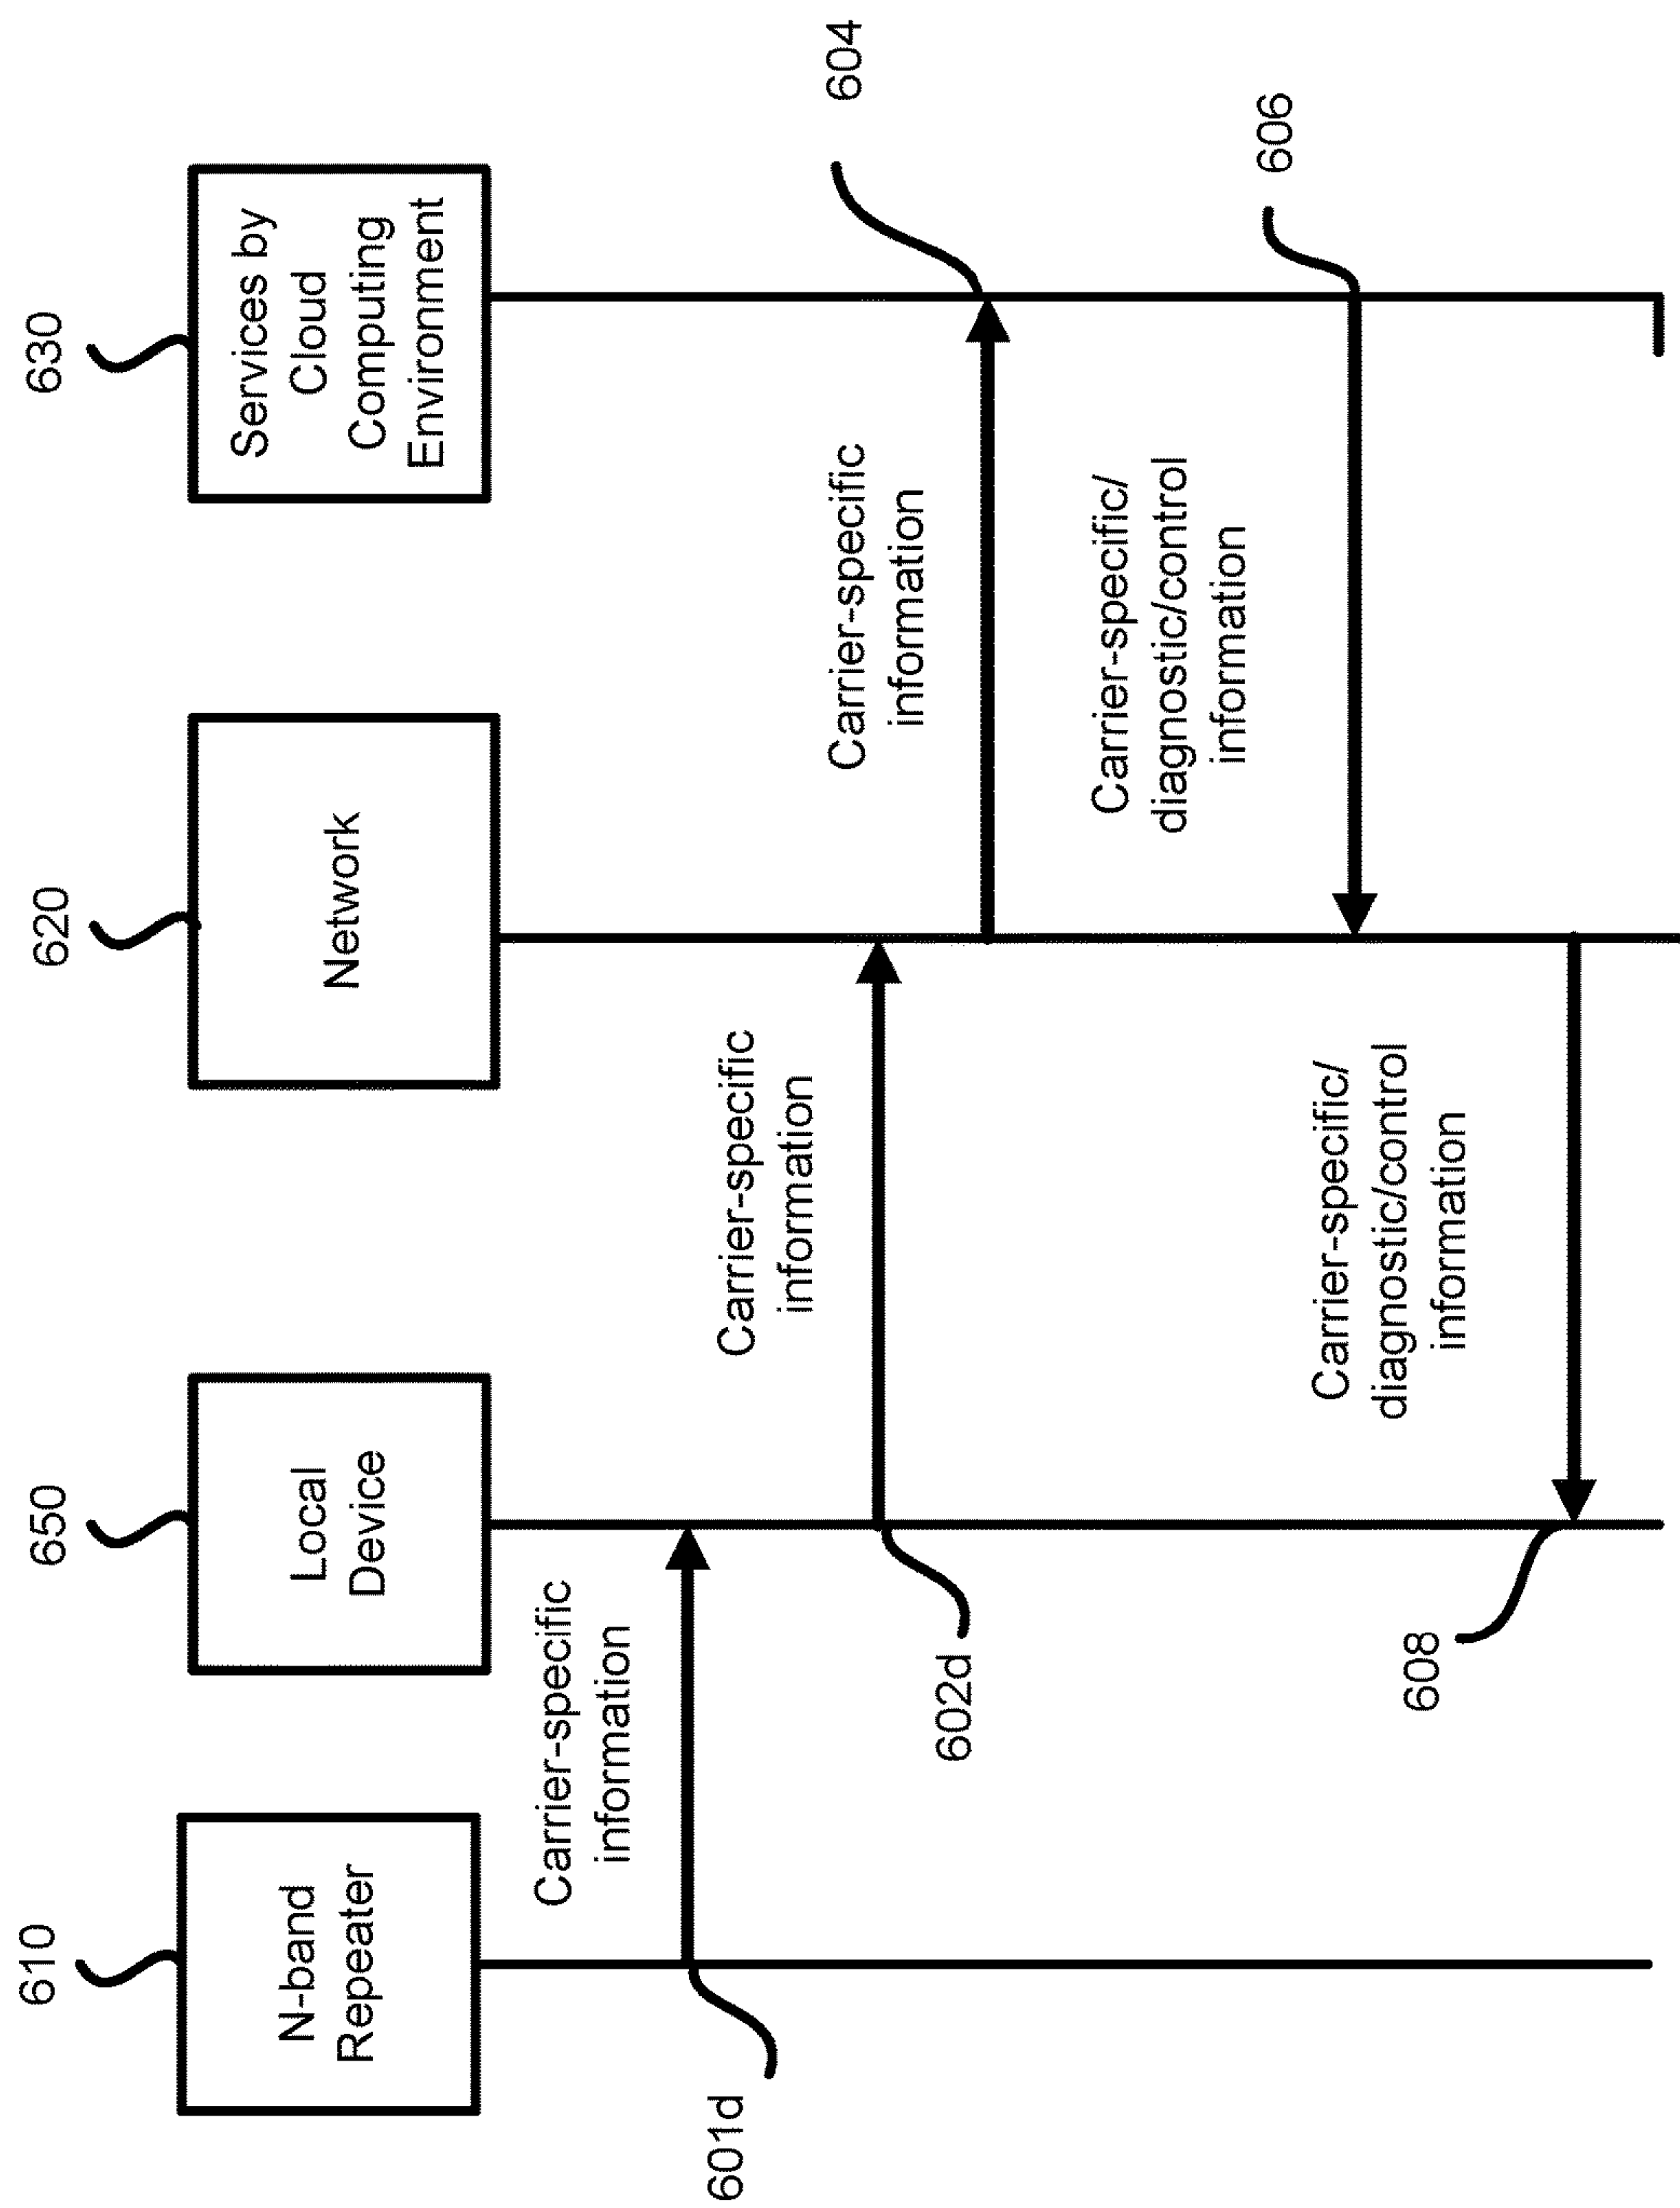 610
650
620
630
N-band
Repeater
Local
Device
Network
Services by
Cloud
Computing
Environment
Carrier-specific
information
601d
Carrier-specific
information
602d
Carrier-specific
information
604
Carrier-specific/
diagnostic/control
information
606
Carrier-specific/
diagnostic/control
information
608